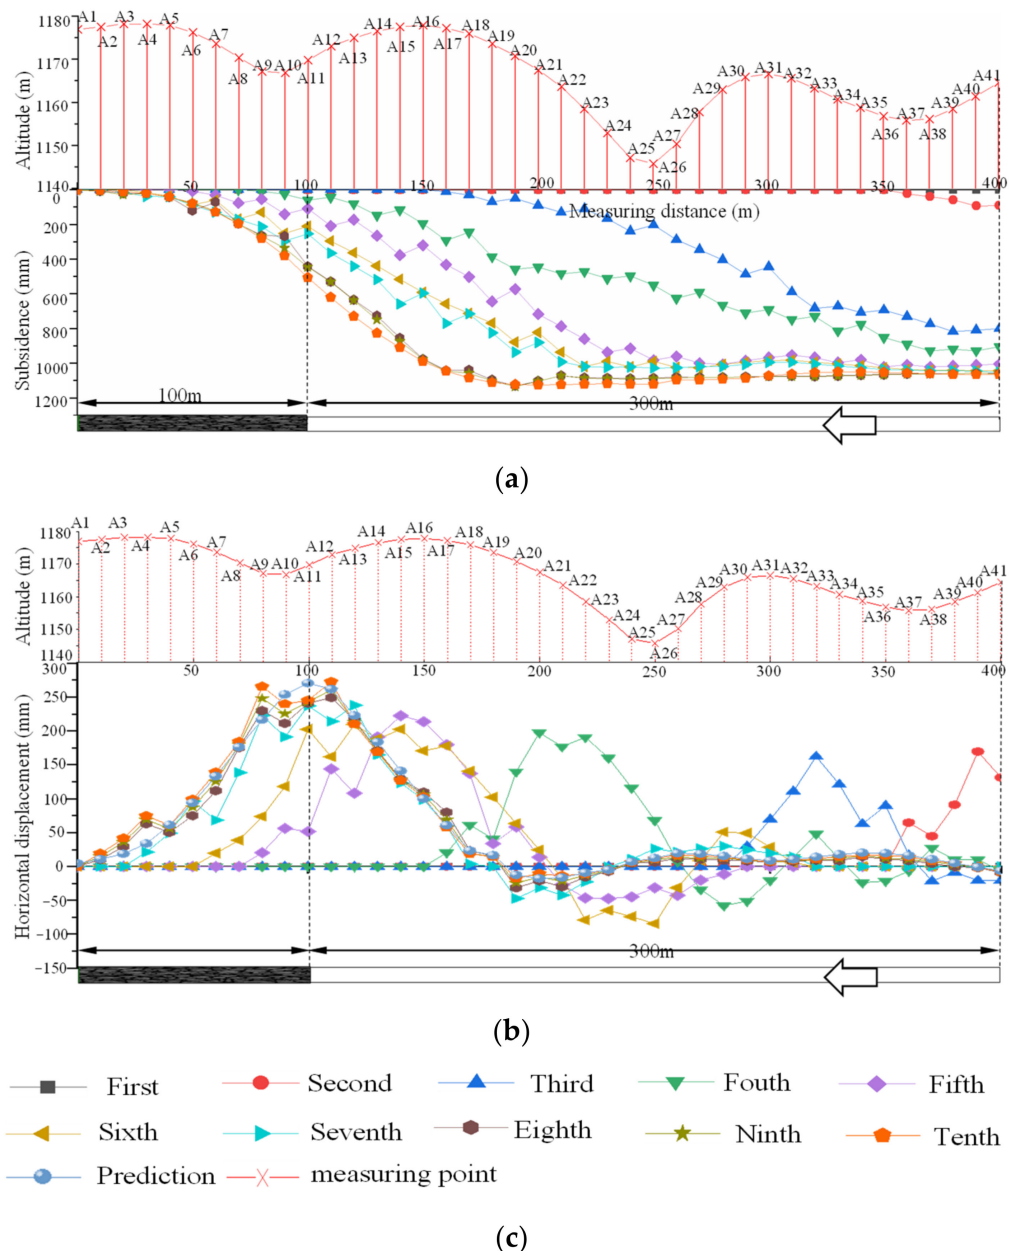 1180
1170
1160
1150
1140
Altitude (m)
A1 A2 A3 A4 A5 A6 A7 A8 A9 A10 A11 A12 A13 A14 A15 A16 A17 A18 A19 A20 A21 A22 A23 A24 A25 A26 A27 A28 A29 A30 A31 A32 A33 A34 A35 A36 A37 A38 A39 A40 A41
50 100 150 200 250 300 350 400
Measuring distance (m)
0
200
400
600
800
1000
1200
Subsidence (mm)
100m 300m
(a)
1180
1170
1160
1150
1140
Altitude (m)
A1 A2 A3 A4 A5 A6 A7 A8 A9 A10 A11 A12 A13 A14 A15 A16 A17 A18 A19 A20 A21 A22 A23 A24 A25 A26 A27 A28 A29 A30 A31 A32 A33 A34 A35 A36 A37 A38 A39 A40 A41
50 100 150 200 250 300 350 400
300
250
200
150
100
50
0
−50
−100
−150
Horizontal displacement (mm)
300m
(b)
First Second Third Fouth Fifth
Sixth Seventh Eighth Ninth Tenth
Prediction measuring point
(c)